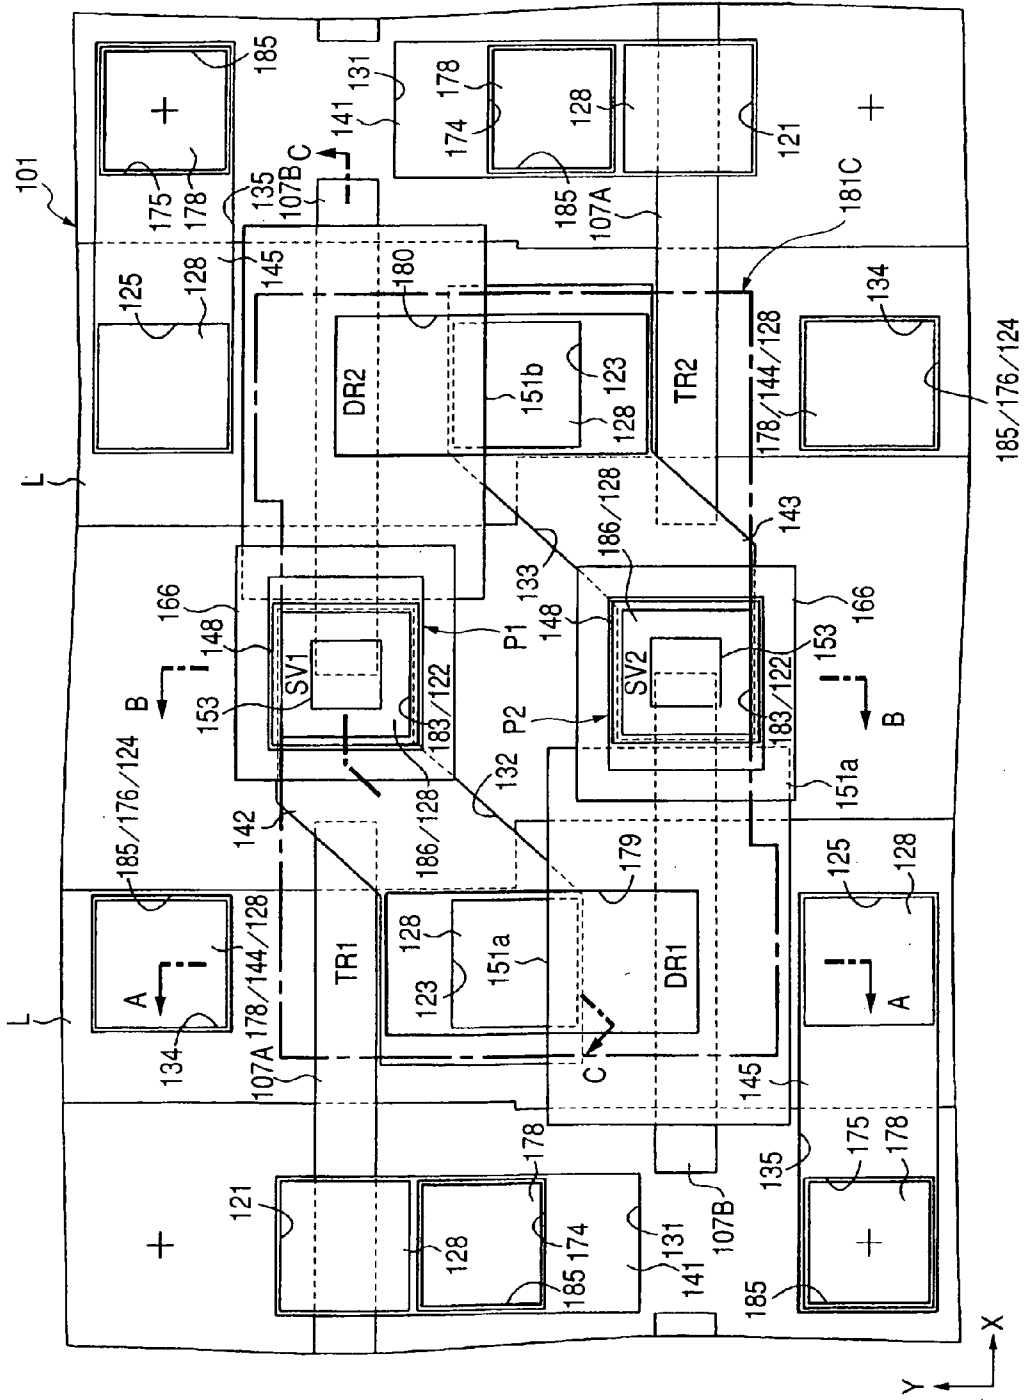 L
L
101
134
A
185/176/124
B
125
175
121
107A
178/144/128
142
153
148
166
128
178
185
145
135
128
TR1
SV1
DR2
107B
C
174
178
123
128
186/128
183/122
P1
180
141
131
185
151a
132
C
179
133
151b
123
128
185
174
178
141
131
DR1
P2
148
SV2
186/128
TR2
107A
128
107B
145
135
175
178
A
125
128
151a
B
183/122
153
166
143
178/144/128
134
121
181C
185
185/176/124
Y
X